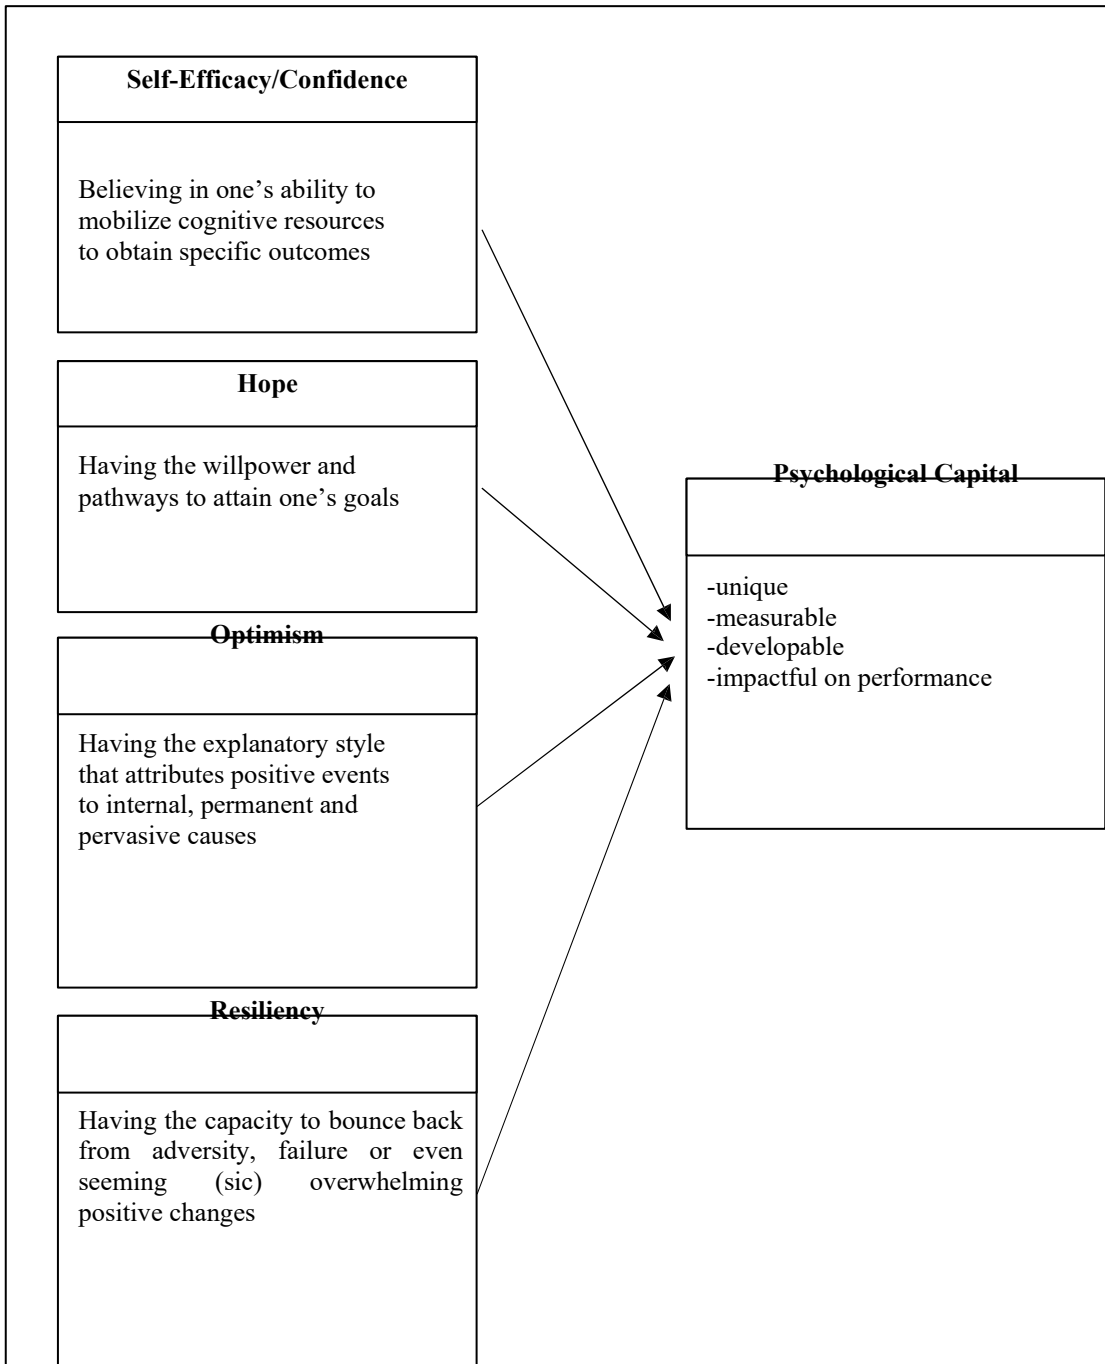 Self-Efficacy/Confidence
Believing in one’s ability to
mobilize cognitive resources
to obtain specific outcomes
Hope
Having the willpower and
pathways to attain one’s goals
Optimism
Having the explanatory style
that attributes positive events
to internal, permanent and
pervasive causes
Resiliency
Having the capacity to bounce back
from adversity, failure or even
seeming (sic) overwhelming
positive changes
Psychological Capital
-unique
-measurable
-developable
-impactful on performance